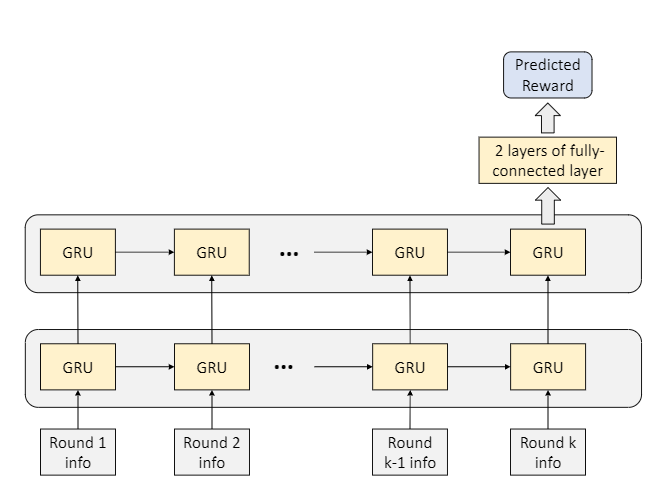 Predicted
Reward
2 layers of fully-
connected layer
GRU
GRU
...
GRU
GRU
GRU
GRU
...
GRU
GRU
Round 1
info
Round 2
info
Round
k-1 info
Round k
info